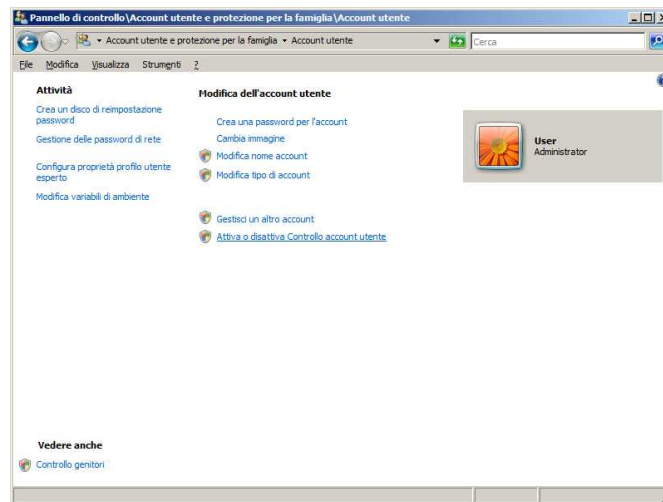 Pannello di controllo\Account utente e protezione per la famiglia\Account utente
Account utente e protezione per la famiglia
Account utente
Cerca
File Modifica Visualizza Strumenti ?
Attività
Crea un disco di reimpostazione
password
Gestione delle password di rete
Configura proprietà profilo utente
esperto
Modifica variabili di ambiente
Modifica dell'account utente
Crea una password per l'account
Cambia immagine
Modifica nome account
Modifica tipo di account
Gestisci un altro account
Attiva o disattiva Controllo account utente
User
Administrator
Vedere anche
Controllo genitori